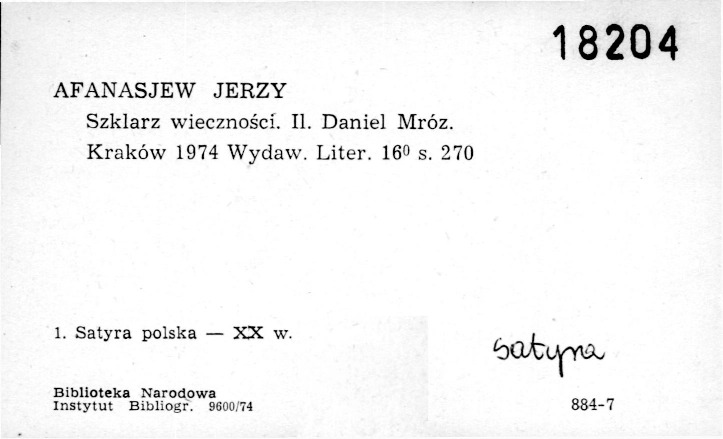 18204
AFANASJEW JERZY
Szklarz wieczności. Il. Daniel Mróz.
Kraków 1974 Wydaw. Liter. 16⁰ s. 270
1. Satyra polska — XX w.
satyra
Biblioteka Narodowa
Instytut Bibliogr. 9600/74
884-7